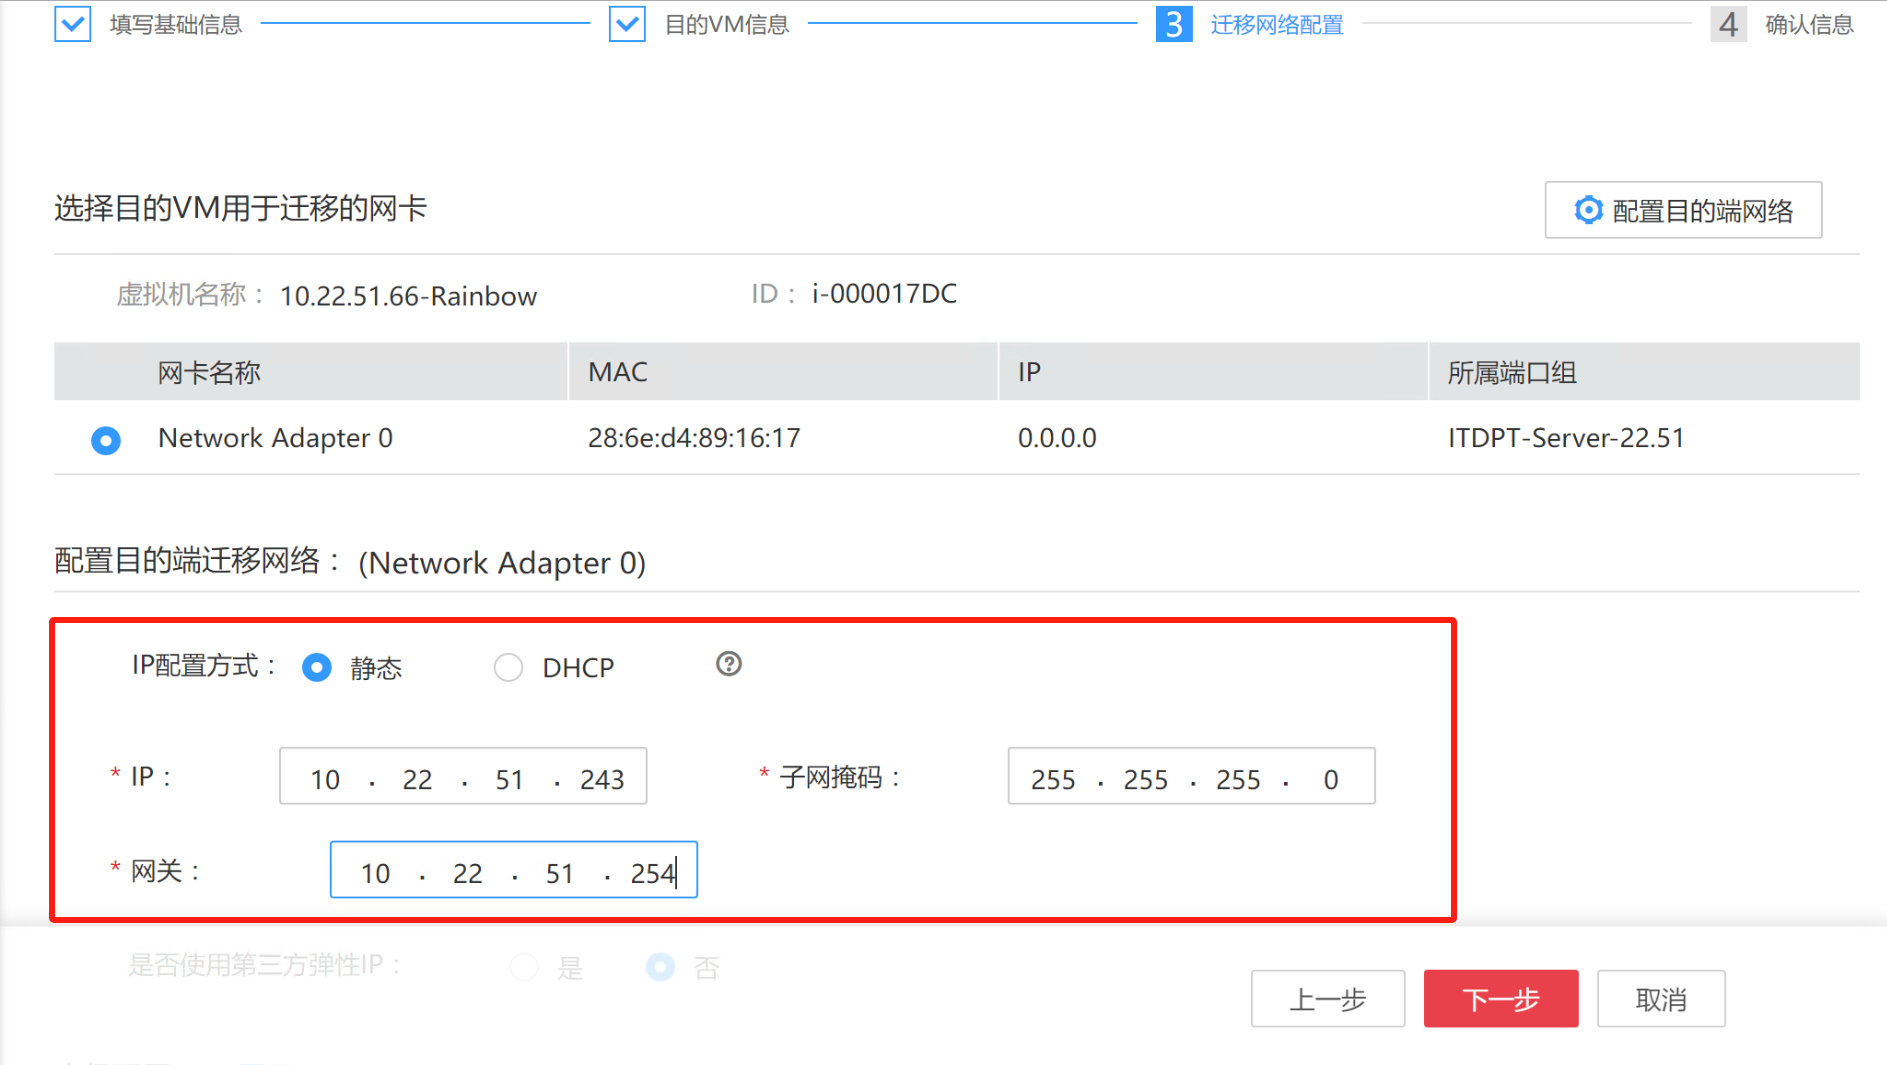 填写基础信息 目的VM信息 3 迁移网络配置 4 确认信息
选择目的VM用于迁移的网卡 配置目的端网络
虚拟机名称： 10.22.51.66-Rainbow ID： i-000017DC
网卡名称 MAC IP 所属端口组
Network Adapter 0 28:6e:d4:89:16:17 0.0.0.0 ITDPT-Server-22.51
配置目的端迁移网络： (Network Adapter 0)
IP配置方式： 静态 DHCP ?
* IP： 10 . 22 . 51 . 243 * 子网掩码： 255 . 255 . 255 . 0
* 网关： 10 . 22 . 51 . 254
是否使用第三方弹性IP： 是 否
上一步 下一步 取消